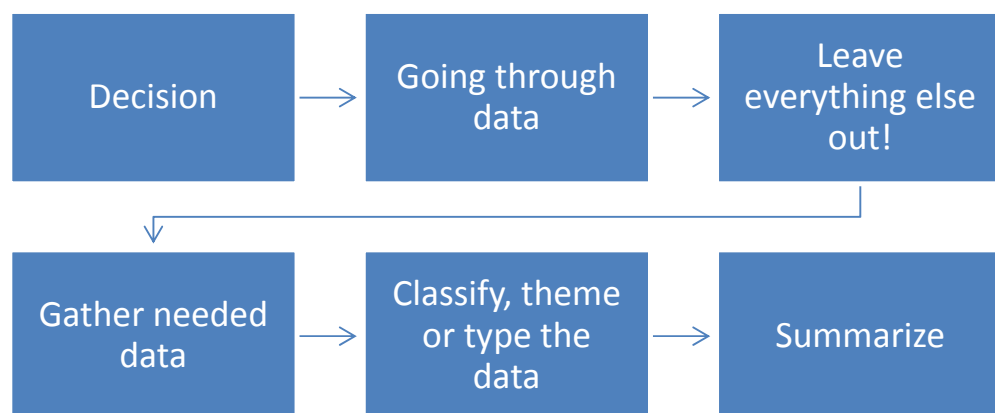 Decision
Going through
data
Leave
everything else
out!
Gather needed
data
Classify, theme
or type the
data
Summarize